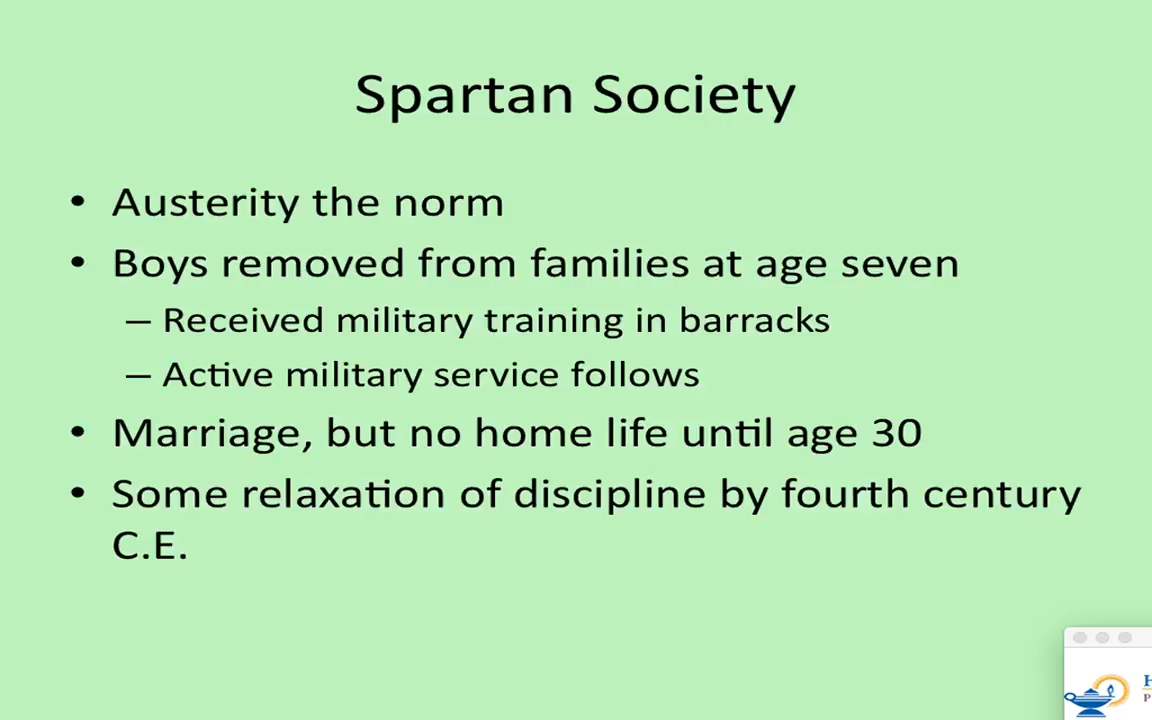 Spartan Society
• Austerity the norm
• Boys removed from families at age seven
– Received military training in barracks
– Active military service follows
• Marriage, but no home life until age 30
• Some relaxation of discipline by fourth century
C.E.
H
P